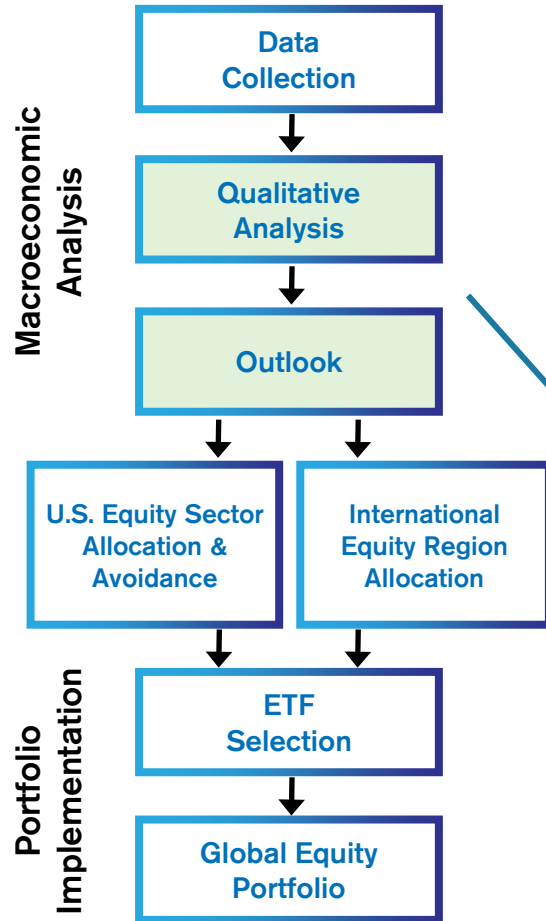 Macroeconomic
Analysis
Data
Collection
Qualitative
Analysis
Outlook
U.S. Equity Sector
Allocation &
Avoidance
International
Equity Region
Allocation
Portfolio
Implementation
ETF
Selection
Global Equity
Portfolio